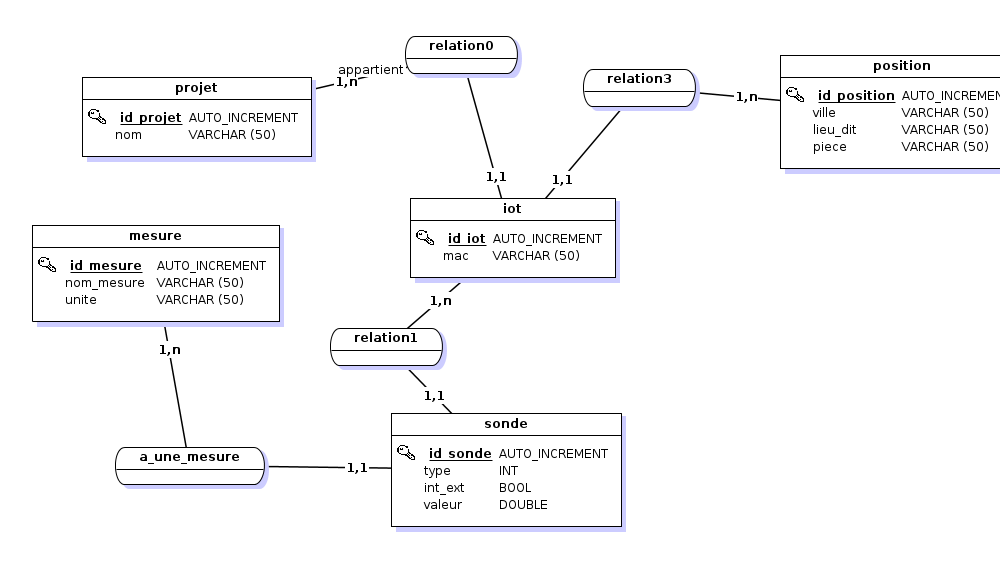 relation0
appartient
1,n
projet
id_projet AUTO_INCREMENT
nom VARCHAR (50)
relation3
1,n
position
id_position
ville VARCHAR (50)
lieu_dit VARCHAR (50)
piece VARCHAR (50)
1,1
1,1
iot
id_iot AUTO_INCREMENT
mac VARCHAR (50)
mesure
id_mesure AUTO_INCREMENT
nom_mesure VARCHAR (50)
unite VARCHAR (50)
1,n
relation1
1,n
1,1
sonde
id_sonde AUTO_INCREMENT
type INT
int_ext BOOL
valeur DOUBLE
a_une_mesure
1,1